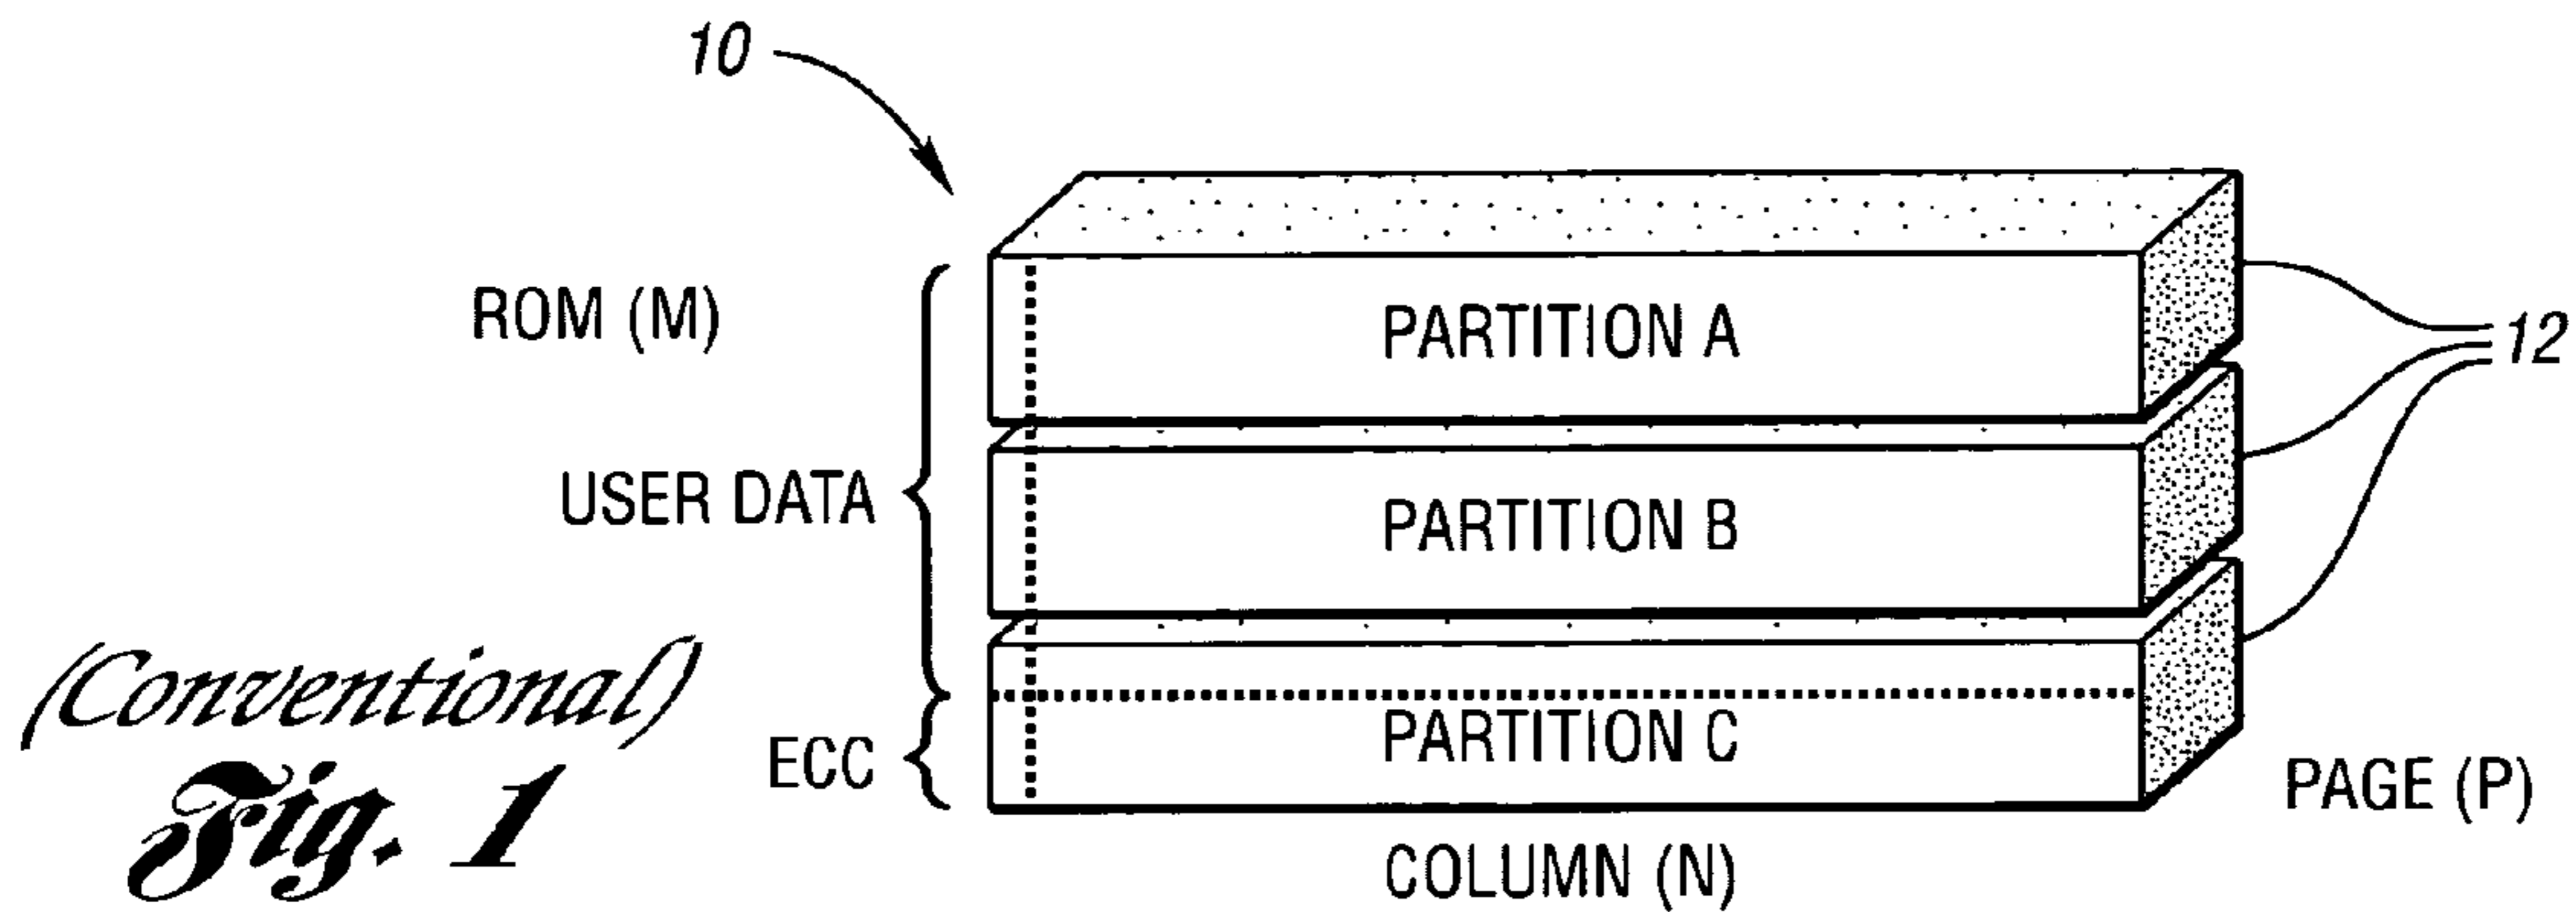 10
ROM (M)
PARTITION A
12
USER DATA
PARTITION B
(Conventional)
ECC
PARTITION C
PAGE (P)
Fig. 1
COLUMN (N)